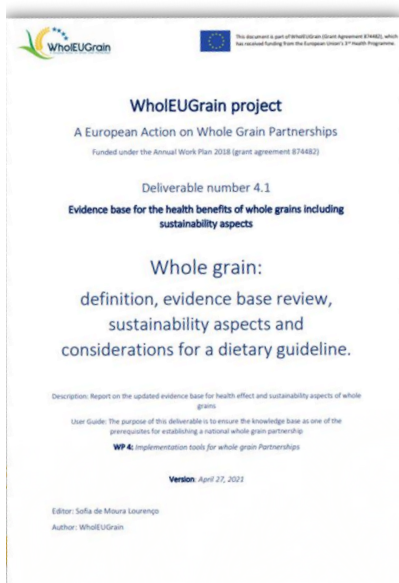 WholEUGrain
This document is part of WholEUGrain (Grant Agreement 874482), which
has received funding from the European Union's 3rd Health Programme.
WholEUGrain project
A European Action on Whole Grain Partnerships
Funded under the Annual Work Plan 2018 (grant agreement 874482)
Deliverable number 4.1
Evidence base for the health benefits of whole grains including
sustainability aspects
Whole grain:
definition, evidence base review,
sustainability aspects and
considerations for a dietary guideline.
Description: Report on the updated evidence base for health effect and sustainability aspects of whole
grains
User Guide: The purpose of this deliverable is to ensure the knowledge base as one of the
prerequisites for establishing a national whole grain partnership
WP 4: Implementation tools for whole grain Partnerships
Version: April 27, 2021
Editor: Sofia de Moura Lourenço
Author: WholEUGrain